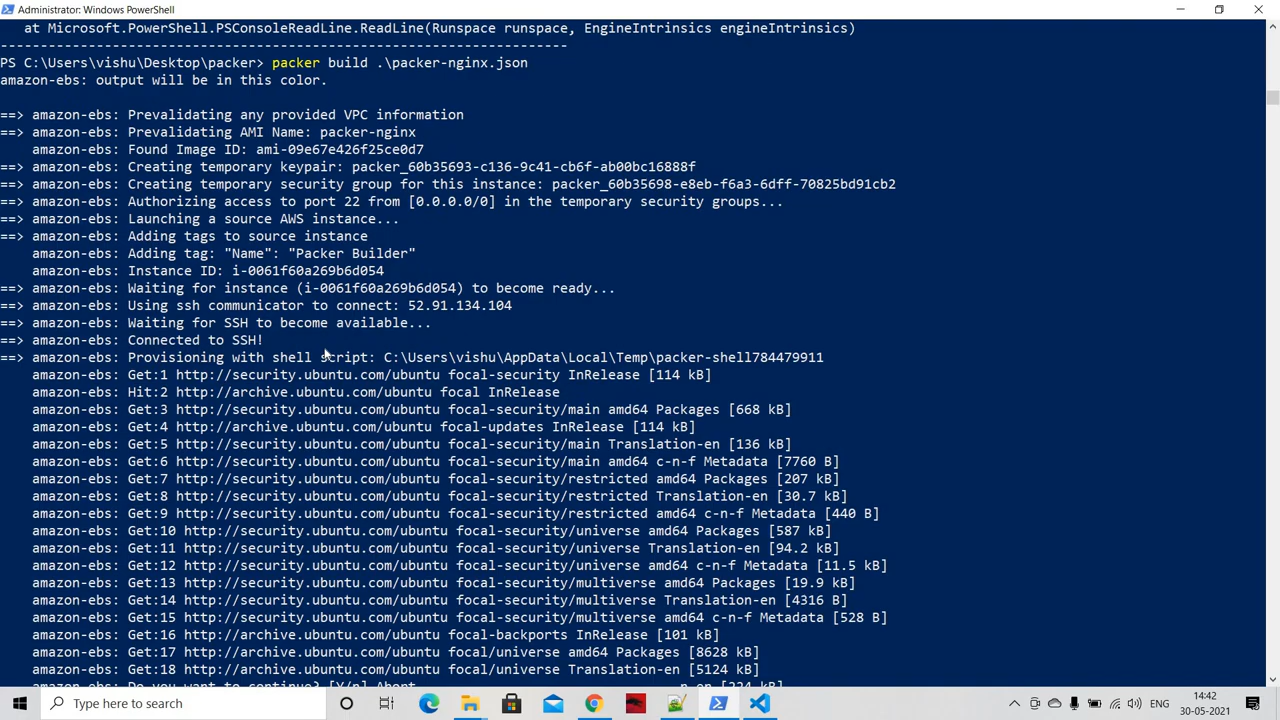 Administrator: Windows PowerShell
at Microsoft.PowerShell.PSConsoleReadLine.ReadLine(Runspace runspace, EngineIntrinsics engineIntrinsics)
-----------------------------------------------------------------------
PS C:\Users\vishu\Desktop\packer> packer build .\packer-nginx.json
amazon-ebs: output will be in this color.
==> amazon-ebs: Prevalidating any provided VPC information
==> amazon-ebs: Prevalidating AMI Name: packer-nginx
amazon-ebs: Found Image ID: ami-09e67e426f25ce0d7
==> amazon-ebs: Creating temporary keypair: packer_60b35693-c136-9c41-cb6f-ab00bc16888f
==> amazon-ebs: Creating temporary security group for this instance: packer_60b35698-e8eb-f6a3-6dff-70825bd91cb2
==> amazon-ebs: Authorizing access to port 22 from [0.0.0.0/0] in the temporary security groups...
==> amazon-ebs: Launching a source AWS instance...
==> amazon-ebs: Adding tags to source instance
amazon-ebs: Adding tag: "Name": "Packer Builder"
amazon-ebs: Instance ID: i-0061f60a269b6d054
==> amazon-ebs: Waiting for instance (i-0061f60a269b6d054) to become ready...
==> amazon-ebs: Using ssh communicator to connect: 52.91.134.104
==> amazon-ebs: Waiting for SSH to become available...
==> amazon-ebs: Connected to SSH!
==> amazon-ebs: Provisioning with shell script: C:\Users\vishu\AppData\Local\Temp\packer-shell784479911
amazon-ebs: Get:1 http://security.ubuntu.com/ubuntu focal-security InRelease [114 kB]
amazon-ebs: Hit:2 http://archive.ubuntu.com/ubuntu focal InRelease
amazon-ebs: Get:3 http://security.ubuntu.com/ubuntu focal-security/main amd64 Packages [668 kB]
amazon-ebs: Get:4 http://archive.ubuntu.com/ubuntu focal-updates InRelease [114 kB]
amazon-ebs: Get:5 http://security.ubuntu.com/ubuntu focal-security/main Translation-en [136 kB]
amazon-ebs: Get:6 http://security.ubuntu.com/ubuntu focal-security/main amd64 c-n-f Metadata [7760 B]
amazon-ebs: Get:7 http://security.ubuntu.com/ubuntu focal-security/restricted amd64 Packages [207 kB]
amazon-ebs: Get:8 http://security.ubuntu.com/ubuntu focal-security/restricted Translation-en [30.7 kB]
amazon-ebs: Get:9 http://security.ubuntu.com/ubuntu focal-security/restricted amd64 c-n-f Metadata [440 B]
amazon-ebs: Get:10 http://security.ubuntu.com/ubuntu focal-security/universe amd64 Packages [587 kB]
amazon-ebs: Get:11 http://security.ubuntu.com/ubuntu focal-security/universe Translation-en [94.2 kB]
amazon-ebs: Get:12 http://security.ubuntu.com/ubuntu focal-security/universe amd64 c-n-f Metadata [11.5 kB]
amazon-ebs: Get:13 http://security.ubuntu.com/ubuntu focal-security/multiverse amd64 Packages [19.9 kB]
amazon-ebs: Get:14 http://security.ubuntu.com/ubuntu focal-security/multiverse Translation-en [4316 B]
amazon-ebs: Get:15 http://security.ubuntu.com/ubuntu focal-security/multiverse amd64 c-n-f Metadata [528 B]
amazon-ebs: Get:16 http://archive.ubuntu.com/ubuntu focal-backports InRelease [101 kB]
amazon-ebs: Get:17 http://archive.ubuntu.com/ubuntu focal/universe amd64 Packages [8628 kB]
amazon-ebs: Get:18 http://archive.ubuntu.com/ubuntu focal/universe Translation-en [5124 kB]
amazon-ebs: Do you want to continue? [Y/n] Abort. n-en [224 kB]
Type here to search
ENG
14:42
30-05-2021